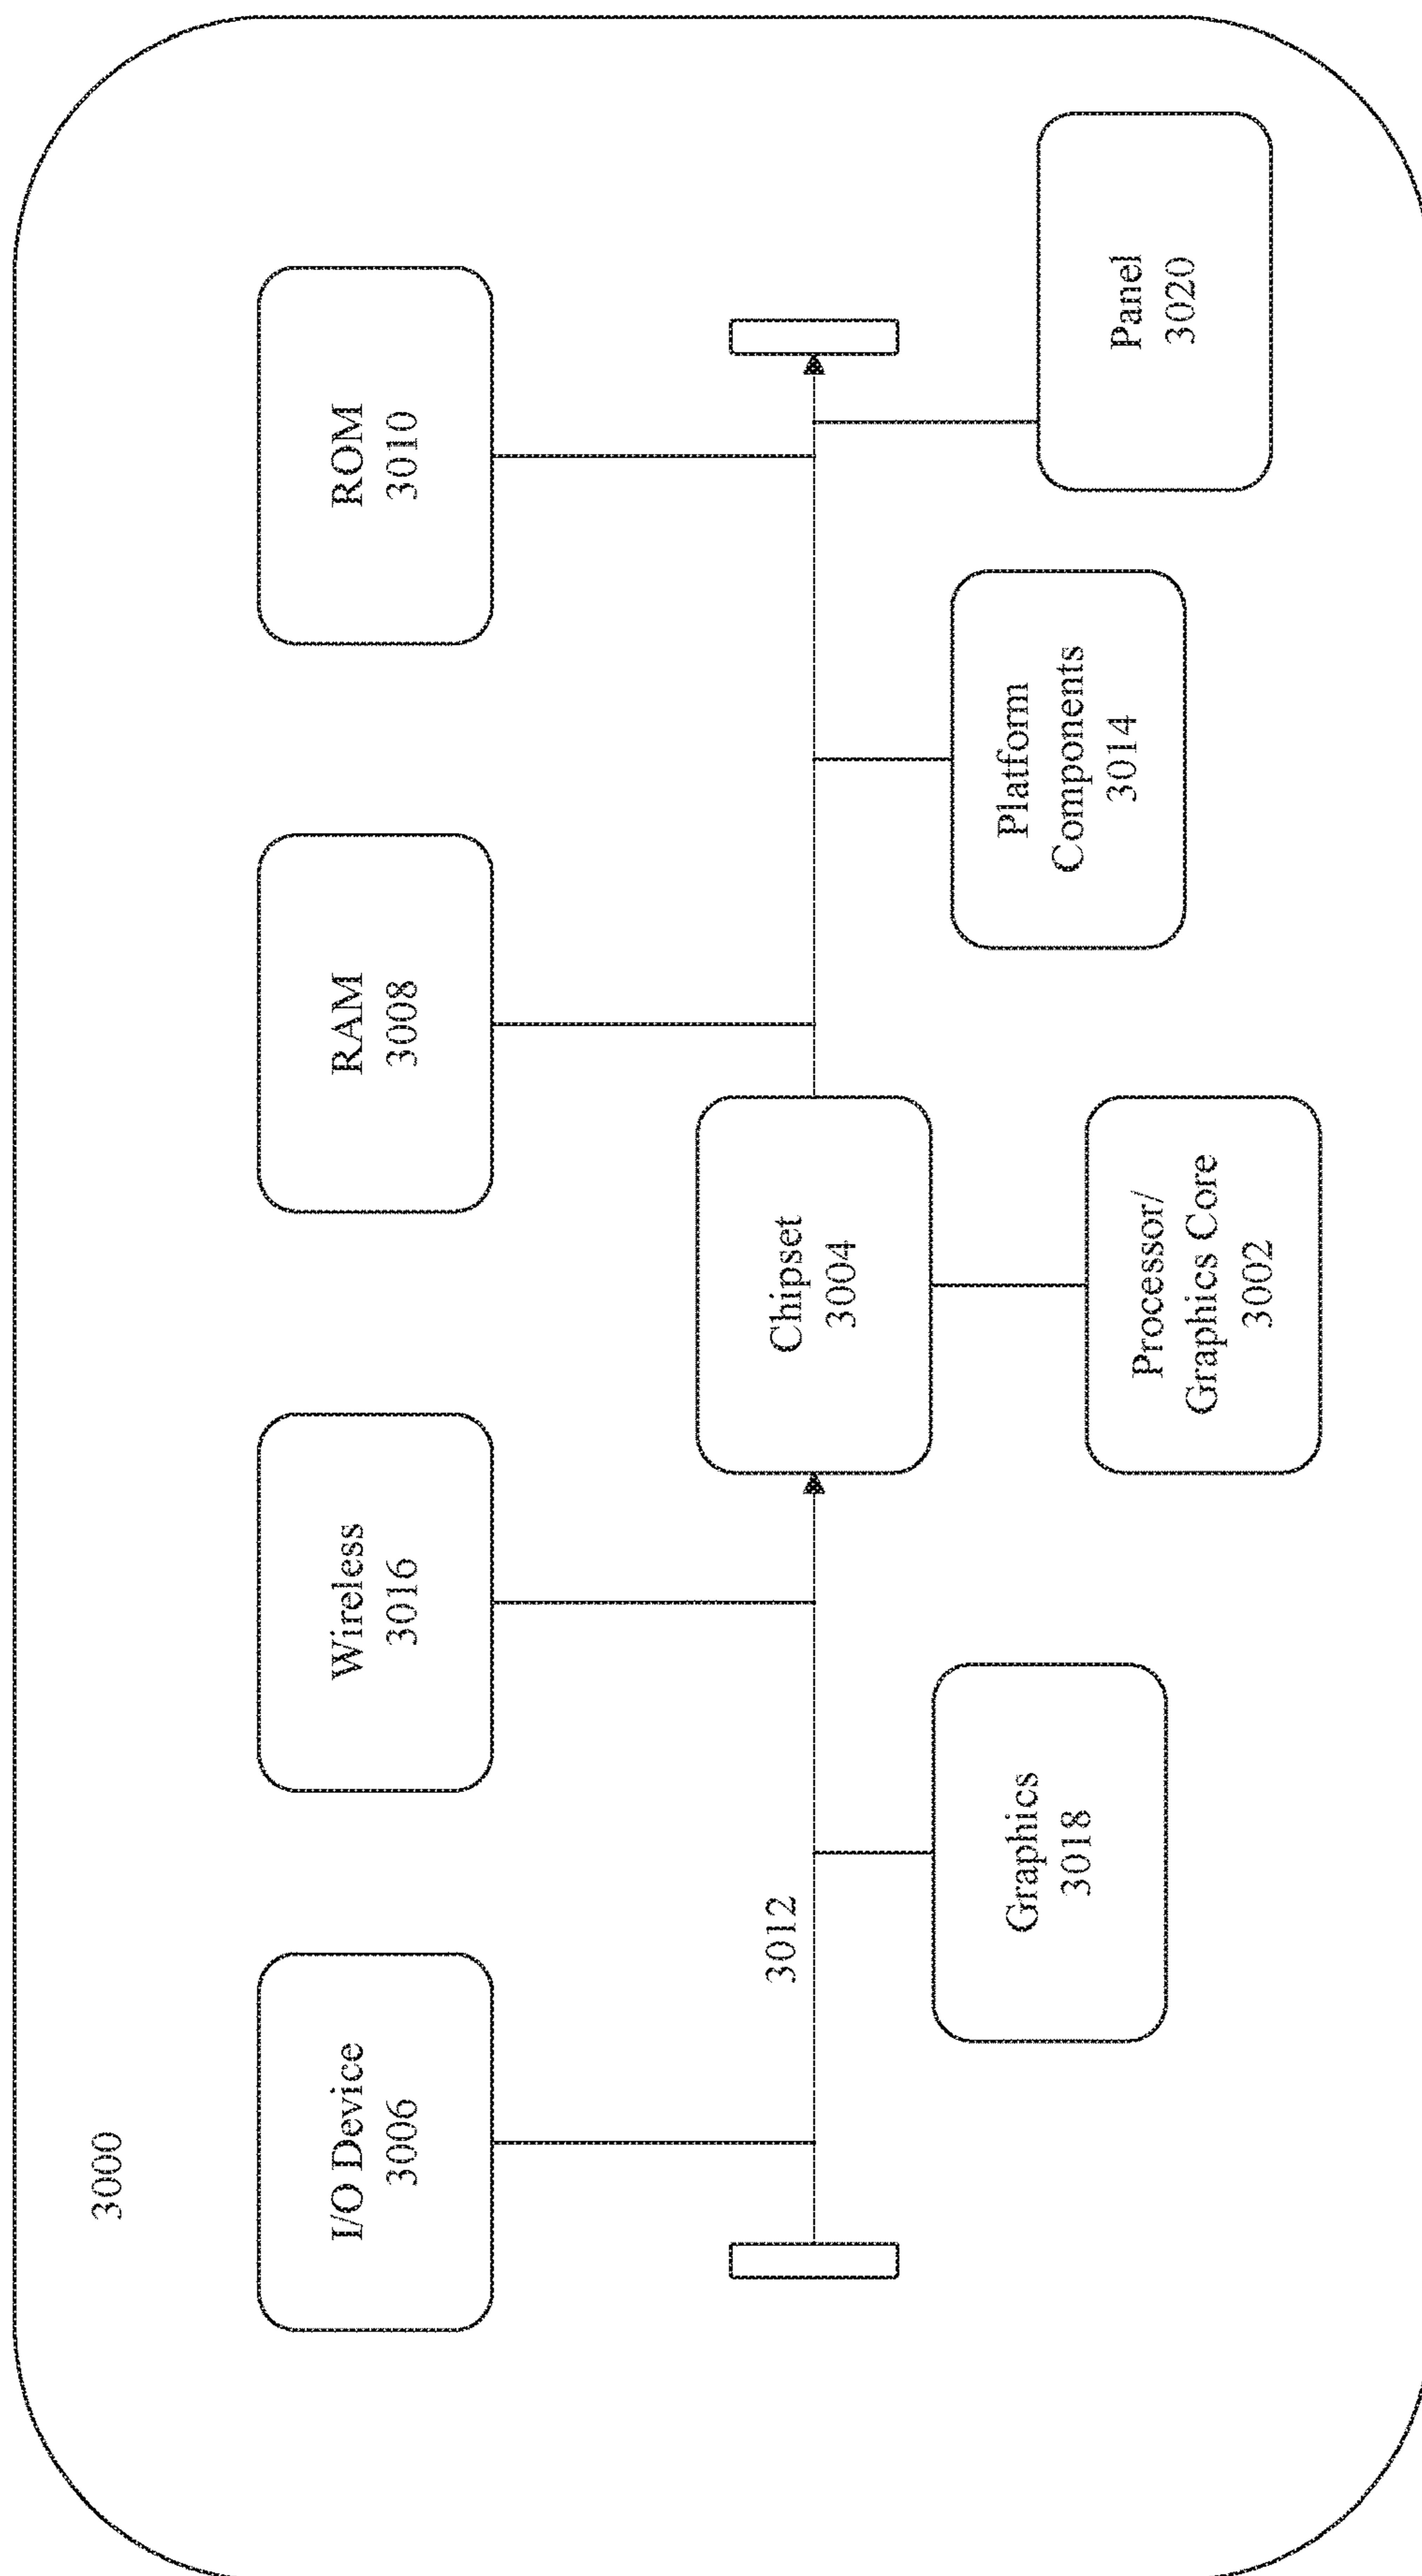 3000
I/O Device
3006
Wireless
3016
RAM
3008
ROM
3010
3012
Chipset
3004
Graphics
3018
Processor/
Graphics Core
3002
Platform
Components
3014
Panel
3020